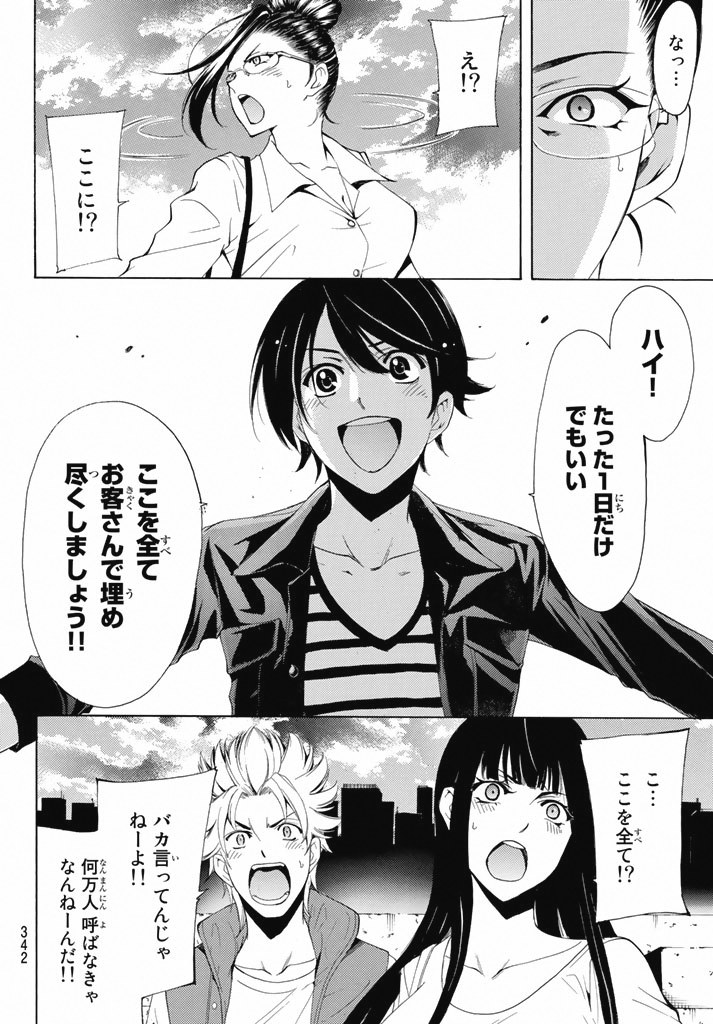 なっ…
え!?
ここに!?
ハイ!
たった1日だけ
でもいい
ここを全て
お客さんで埋め
尽くしましょう!!
こ…
ここを全て!?
バカ言ってんじゃ
ねーよ!!
何万人呼ばなきゃ
なんねーんだ!!
342